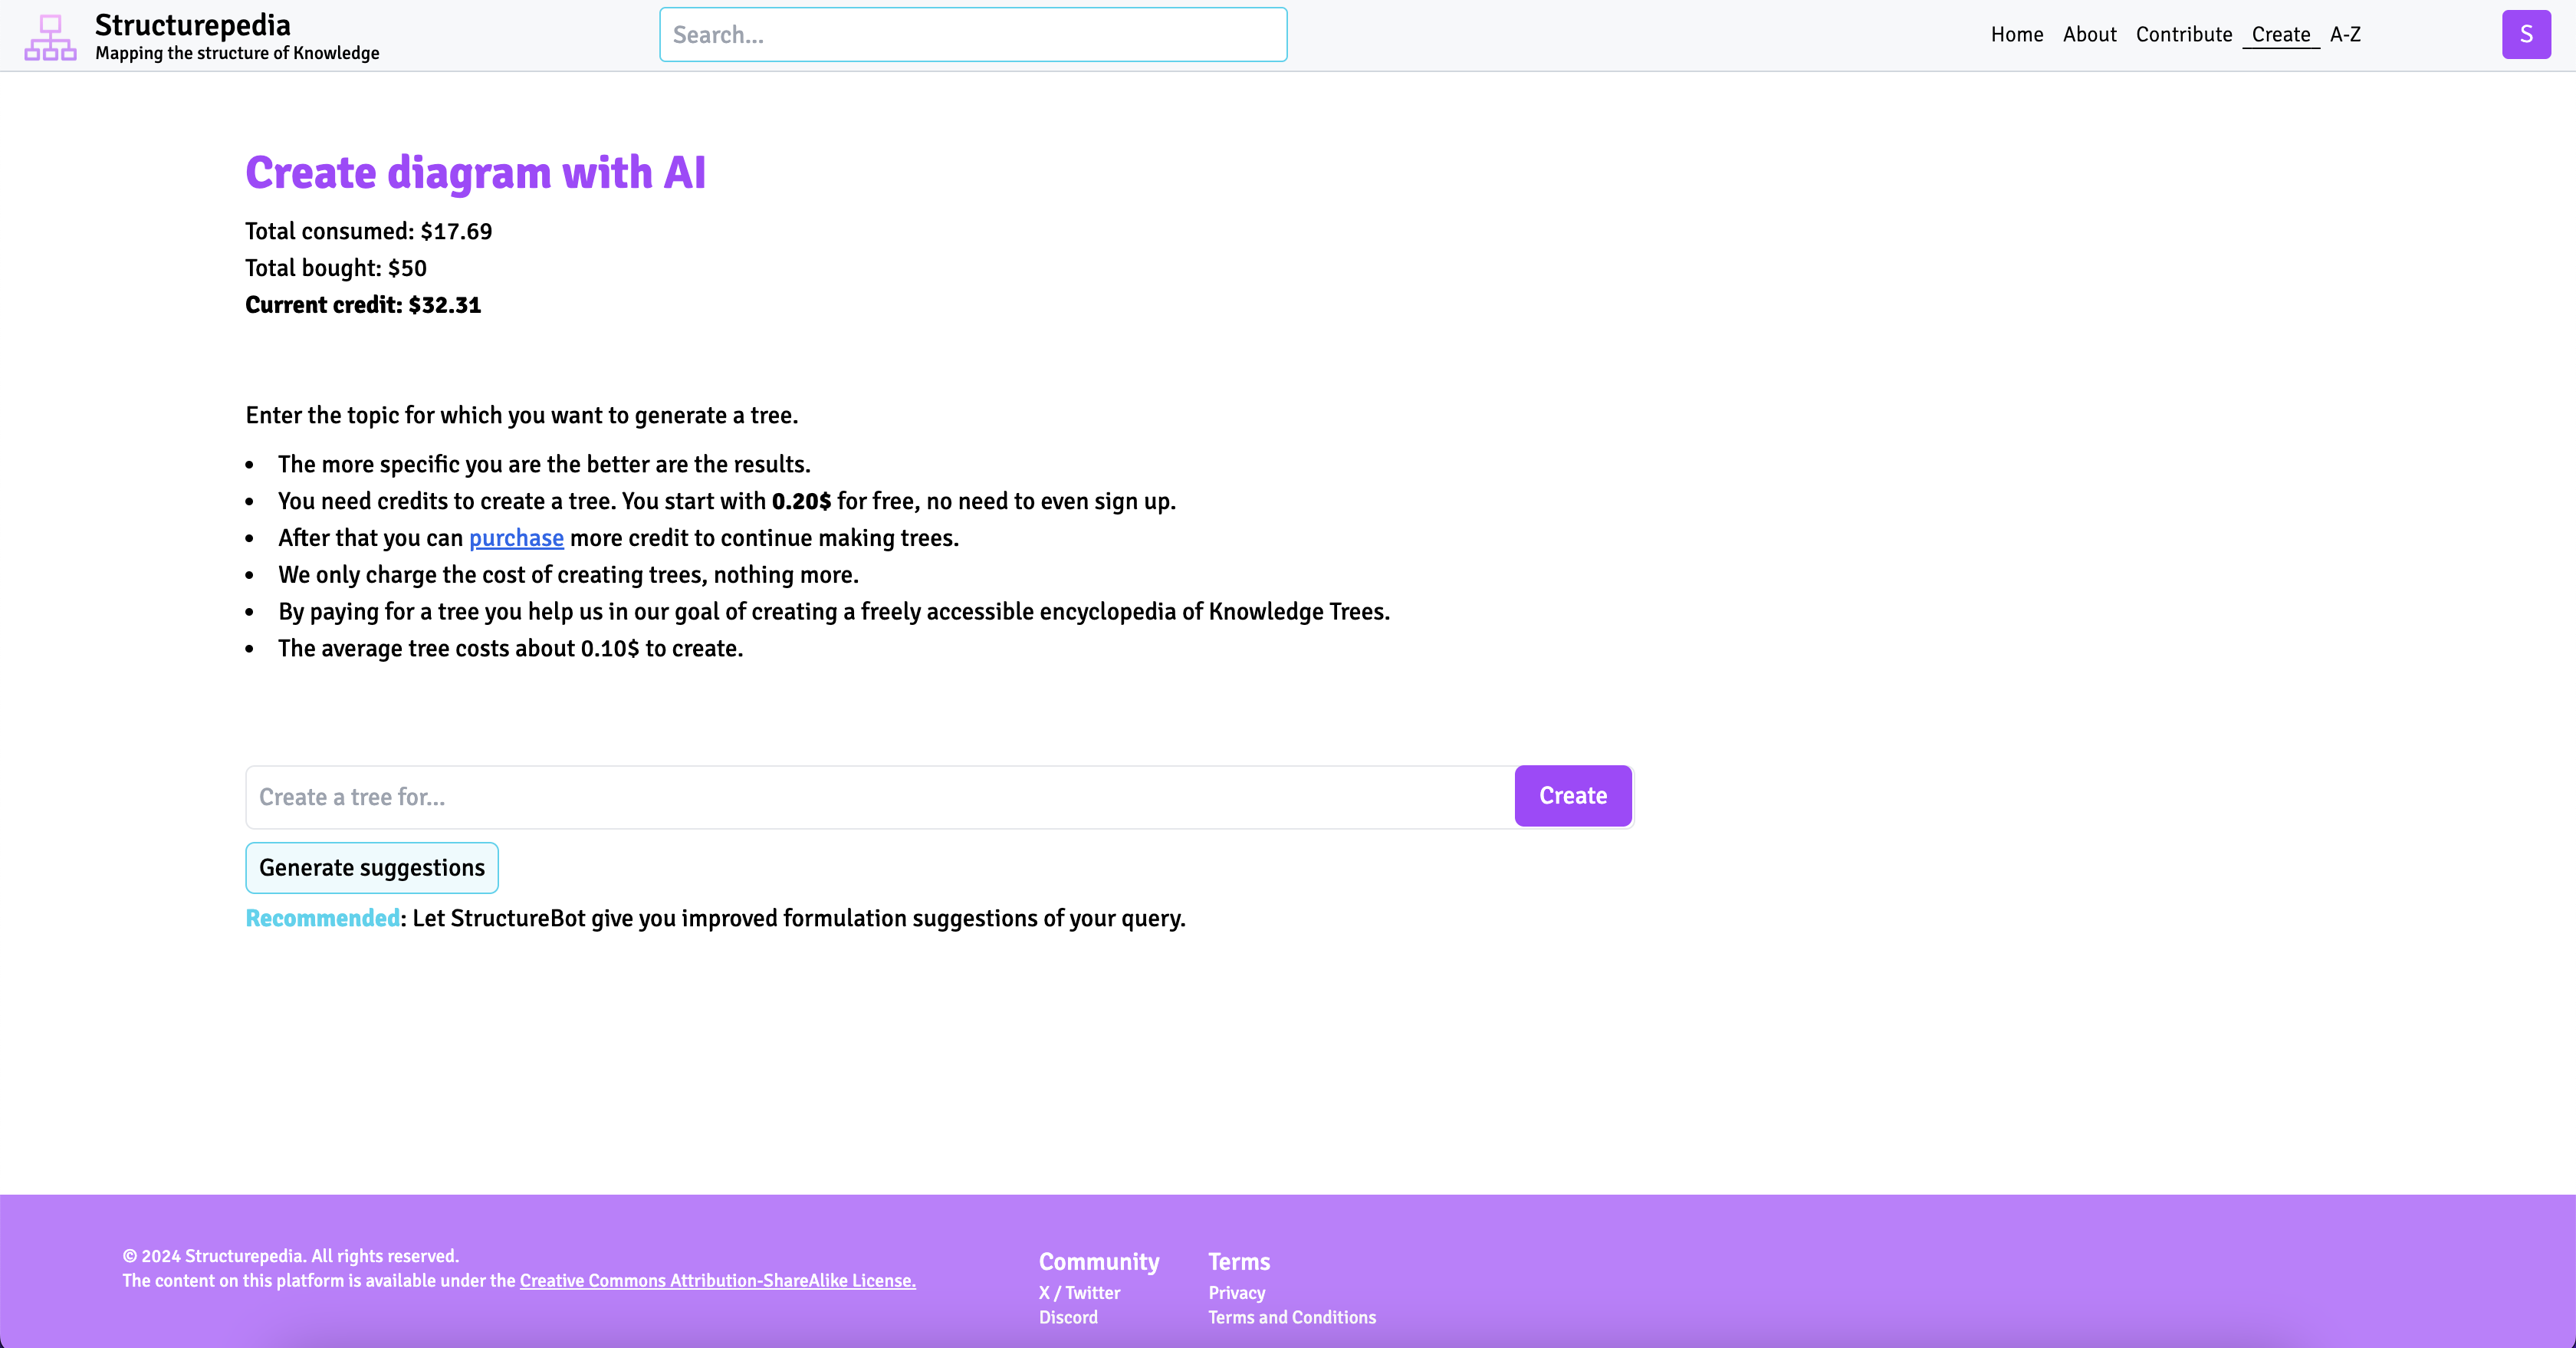 Structurepedia
Mapping the structure of Knowledge
Search...
Home About Contribute Create A-Z
S
Create diagram with AI
Total consumed: $17.69
Total bought: $50
Current credit: $32.31
Enter the topic for which you want to generate a tree.
• The more specific you are the better are the results.
• You need credits to create a tree. You start with 0.20$ for free, no need to even sign up.
• After that you can purchase more credit to continue making trees.
• We only charge the cost of creating trees, nothing more.
• By paying for a tree you help us in our goal of creating a freely accessible encyclopedia of Knowledge Trees.
• The average tree costs about 0.10$ to create.
Create a tree for...
Create
Generate suggestions
Recommended: Let StructureBot give you improved formulation suggestions of your query.
© 2024 Structurepedia. All rights reserved.
The content on this platform is available under the Creative Commons Attribution-ShareAlike License.
Community
X / Twitter
Discord
Terms
Privacy
Terms and Conditions